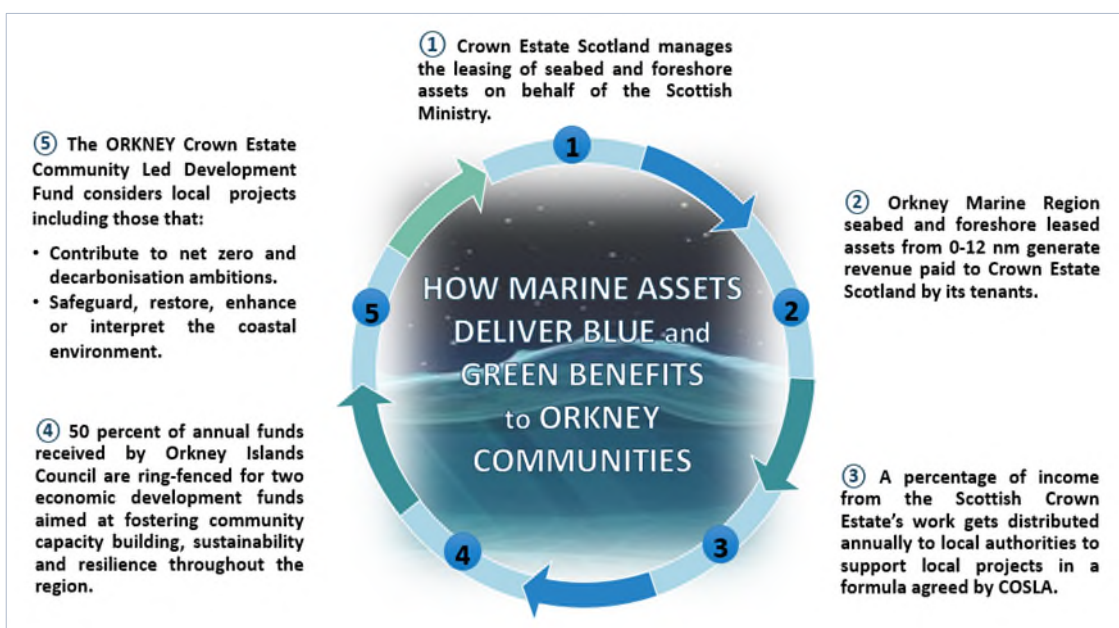 ① Crown Estate Scotland manages
the leasing of seabed and foreshore
assets on behalf of the Scottish
Ministry.
1
② Orkney Marine Region
seabed and foreshore leased
assets from 0-12 nm generate
revenue paid to Crown Estate
Scotland by its tenants.
2
③ A percentage of income
from the Scottish Crown
Estate’s work gets distributed
annually to local authorities to
support local projects in a
formula agreed by COSLA.
3
④ 50 percent of annual funds
received by Orkney Islands
Council are ring-fenced for two
economic development funds
aimed at fostering community
capacity building, sustainability
and resilience throughout the
region.
4
⑤ The ORKNEY Crown Estate
Community Led Development
Fund considers local projects
including those that:
• Contribute to net zero and
decarbonisation ambitions.
• Safeguard, restore, enhance
or interpret the coastal
environment.
5
HOW MARINE ASSETS
DELIVER BLUE and
GREEN BENEFITS
to ORKNEY
COMMUNITIES